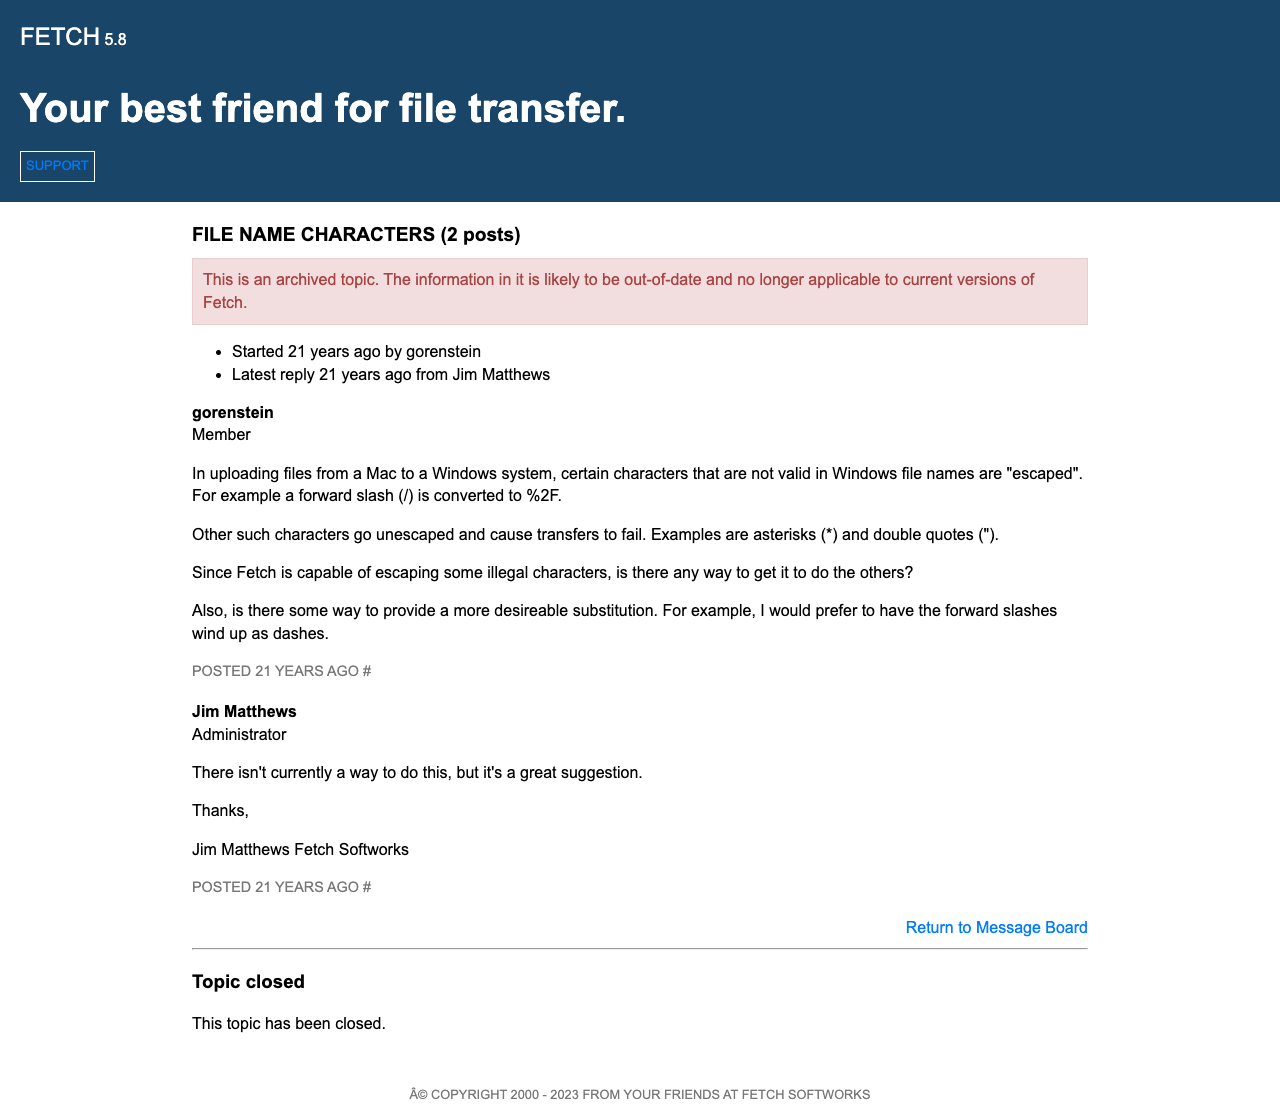 FETCH 5.8
Your best friend for file transfer.
SUPPORT
FILE NAME CHARACTERS (2 posts)
This is an archived topic. The information in it is likely to be out-of-date and no longer applicable to current versions of
Fetch.
• Started 21 years ago by gorenstein
• Latest reply 21 years ago from Jim Matthews
gorenstein
Member
In uploading files from a Mac to a Windows system, certain characters that are not valid in Windows file names are "escaped".
For example a forward slash (/) is converted to %2F.
Other such characters go unescaped and cause transfers to fail. Examples are asterisks (*) and double quotes (").
Since Fetch is capable of escaping some illegal characters, is there any way to get it to do the others?
Also, is there some way to provide a more desireable substitution. For example, I would prefer to have the forward slashes
wind up as dashes.
POSTED 21 YEARS AGO #
Jim Matthews
Administrator
There isn't currently a way to do this, but it's a great suggestion.
Thanks,
Jim Matthews Fetch Softworks
POSTED 21 YEARS AGO #
Return to Message Board
Topic closed
This topic has been closed.
Â© COPYRIGHT 2000 - 2023 FROM YOUR FRIENDS AT FETCH SOFTWORKS